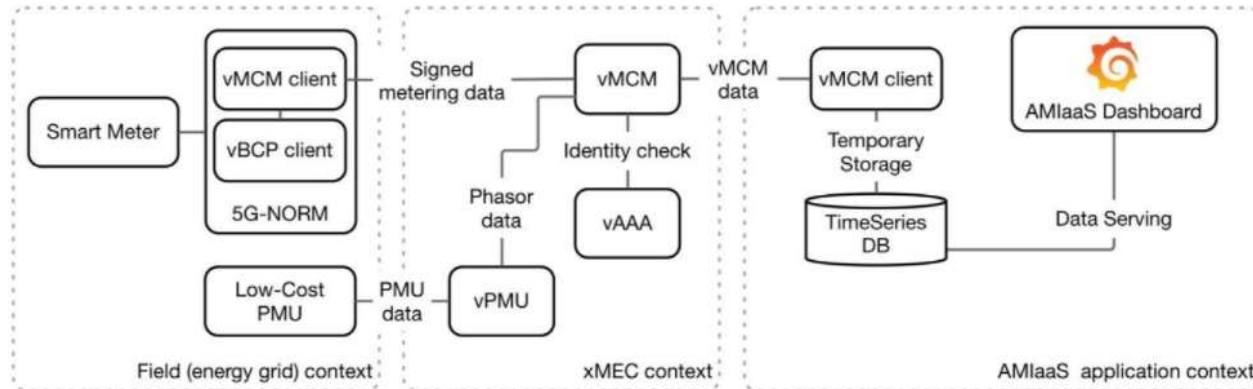 Smart Meter
vMCM client
vBCP client
5G-NORM
Low-Cost
PMU
Field (energy grid) context
Signed
metering data
PMU
data
vMCM
Identity check
vAAA
Phasor
data
vPMU
xMEC context
vMCM
data
vMCM client
Temporary
Storage
TimeSeries
DB
AMIaaS Dashboard
Data Serving
AMIaaS application context